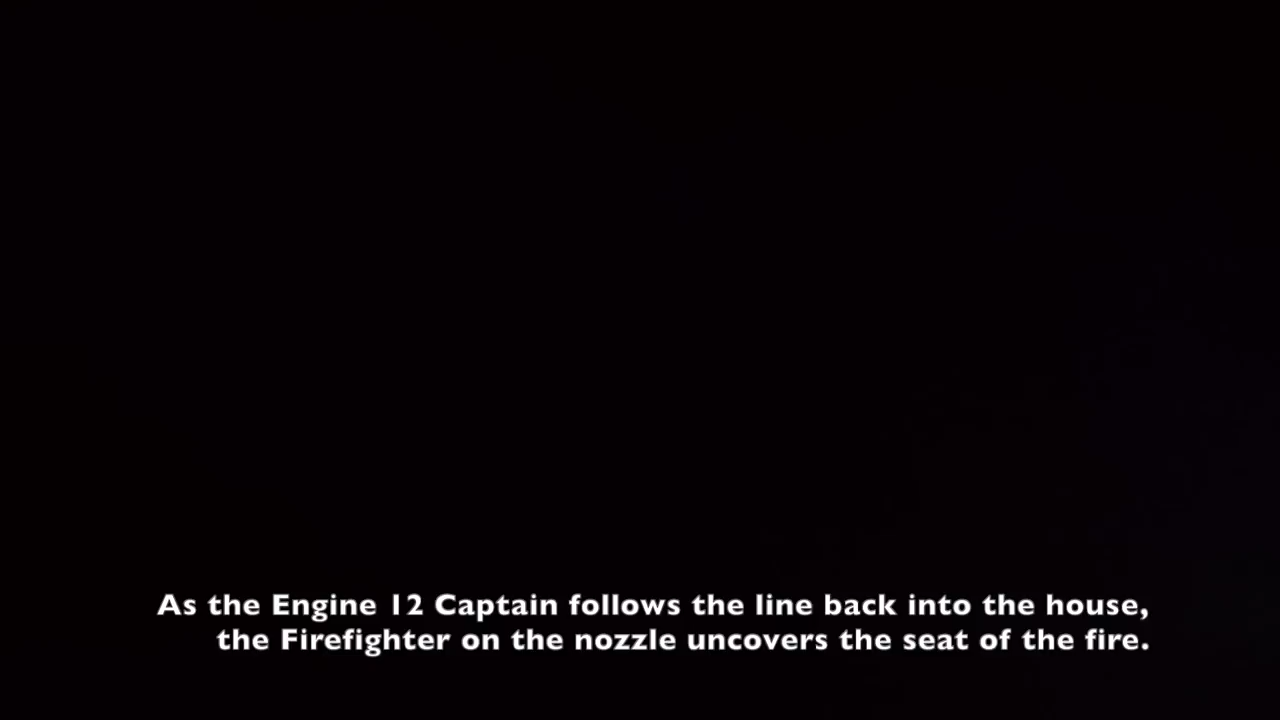 As the Engine 12 Captain follows the line back into the house,
the Firefighter on the nozzle uncovers the seat of the fire.